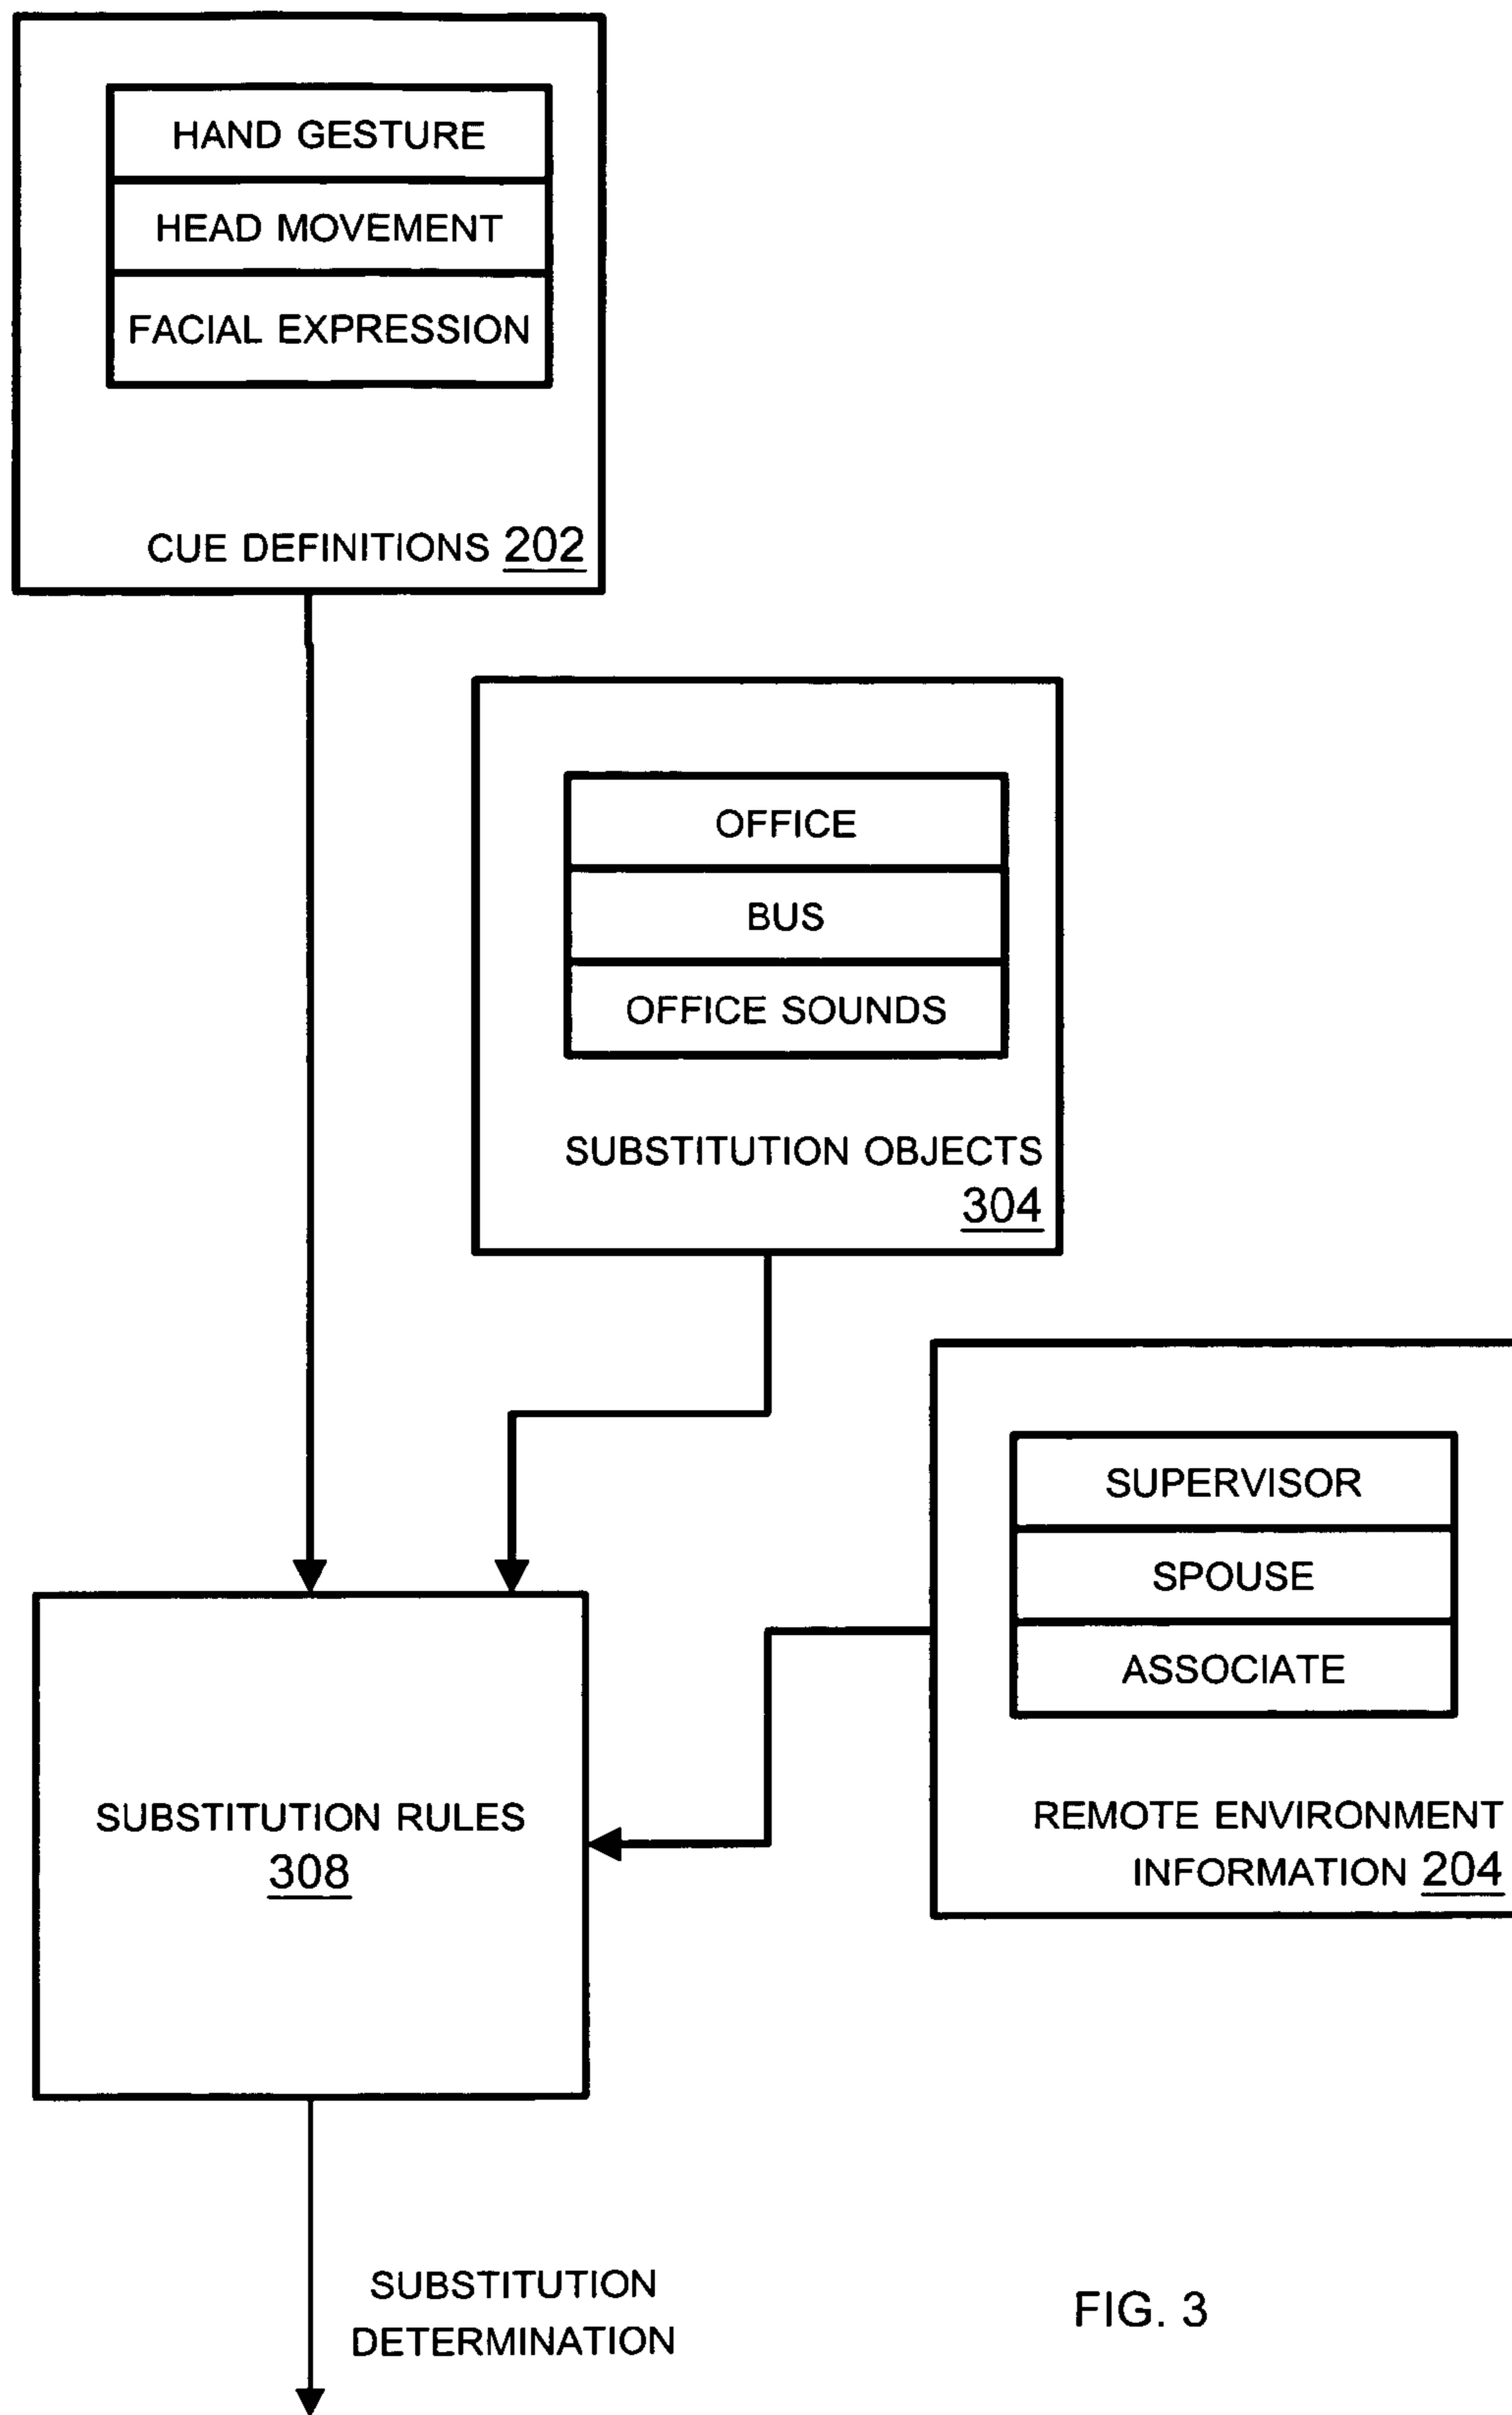 HAND GESTURE
HEAD MOVEMENT
FACIAL EXPRESSION
CUE DEFINITIONS 202
OFFICE
BUS
OFFICE SOUNDS
SUBSTITUTION OBJECTS
304
SUPERVISOR
SPOUSE
ASSOCIATE
REMOTE ENVIRONMENT
INFORMATION 204
SUBSTITUTION RULES
308
SUBSTITUTION
DETERMINATION
FIG. 3